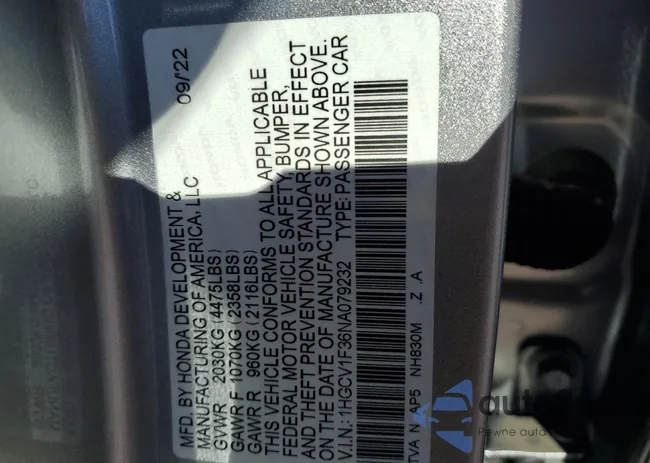 MFD. BY HONDA DEVELOPMENT & 09/'22
MANUFACTURING OF AMERICA, LLC
GVWR 2030KG (4475LBS)
GAWR F 1070KG (2358LBS)
GAWR R 960KG (2116LBS)
THIS VEHICLE CONFORMS TO ALL APPLICABLE
FEDERAL MOTOR VEHICLE SAFETY BUMPER,
AND THEFT PREVENTION STANDARDS IN EFFECT
ON THE DATE OF MANUFACTURE SHOWN ABOVE.
V.I.N.: 1HGCV1F36NA079232 TYPE:PASSENGER CAR
TVA N AP5 NH830M .Z .A
Pewne auto